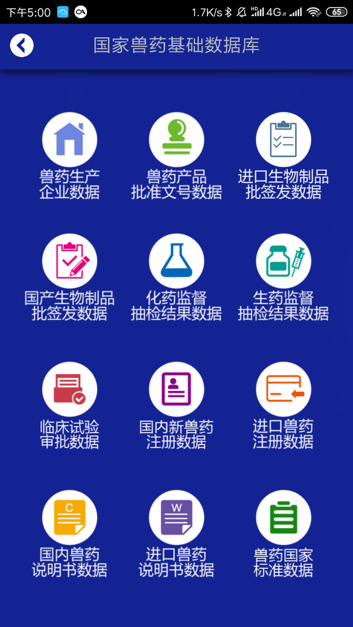 下午5:00
1.7K/s
HD
4G
65
国家兽药基础数据库
兽药生产
企业数据
兽药产品
批准文号数据
进口生物制品
批签发数据
国产生物制品
批签发数据
化药监督
抽检结果数据
生药监督
抽检结果数据
临床试验
审批数据
国内新兽药
注册数据
进口兽药
注册数据
C
国内兽药
说明书数据
W
进口兽药
说明书数据
兽药国家
标准数据